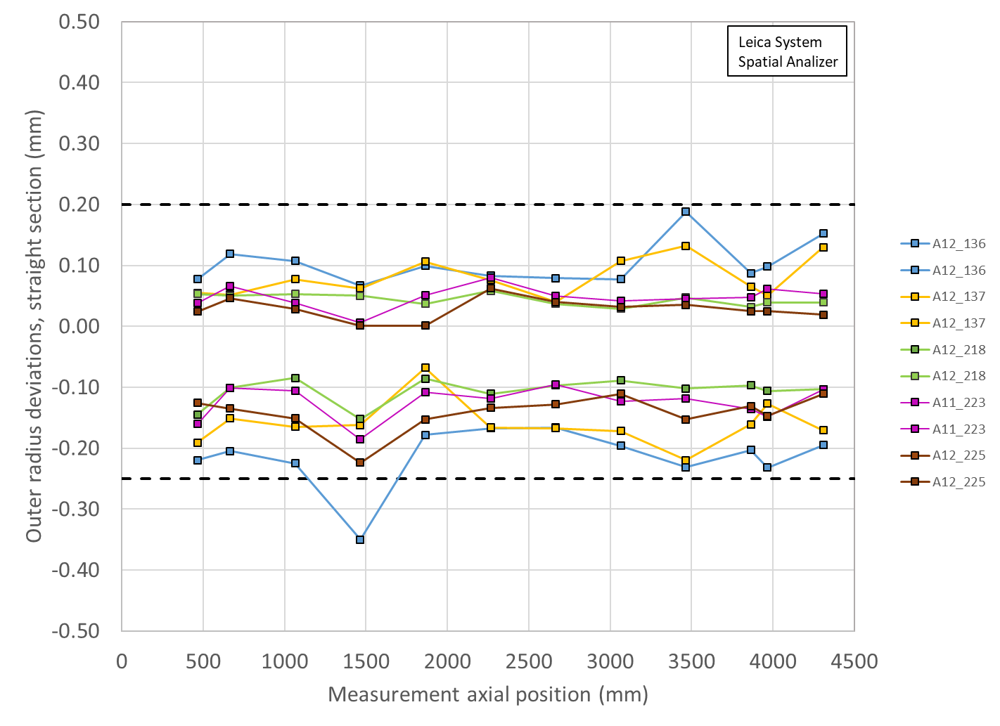 Outer radius deviations, straight section (mm)
0.50
0.40
0.30
0.20
0.10
0.00
-0.10
-0.20
-0.30
-0.40
-0.50
Leica System
Spatial Analizer
0 500 1000 1500 2000 2500 3000 3500 4000 4500
Measurement axial position (mm)
A12_136
A12_136
A12_137
A12_137
A12_218
A12_218
A11_223
A11_223
A12_225
A12_225